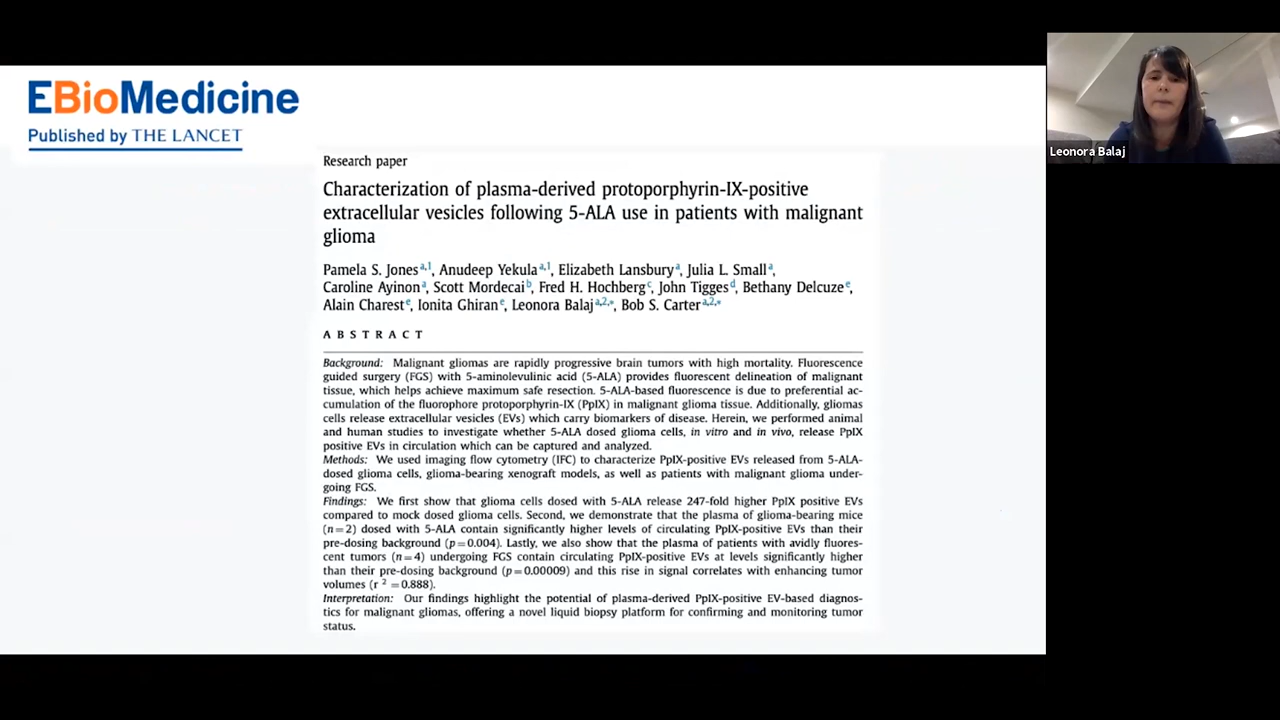 EBioMedicine
Published by THE LANCET
Leonora Balaj
Research paper
Characterization of plasma-derived protoporphyrin-IX-positive
extracellular vesicles following 5-ALA use in patients with malignant
glioma
Pamela S. Jones a,1, Anudeep Yekula a,1, Elizabeth Lansbury a, Julia L. Small a,
Caroline Ayinon a, Scott Mordecai b, Fred H. Hochberg c, John Tigges d, Bethany Delcuze e,
Alain Charest e, Ionita Ghiran e, Leonora Balaj a,2,*, Bob S. Carter a,2,*
ABSTRACT
Background: Malignant gliomas are rapidly progressive brain tumors with high mortality. Fluorescence
guided surgery (FGS) with 5-aminolevulinic acid (5-ALA) provides fluorescent delineation of malignant
tissue, which helps achieve maximum safe resection. 5-ALA-based fluorescence is due to preferential ac-
cumulation of the fluorophore protoporphyrin-IX (PpIX) in malignant glioma tissue. Additionally, gliomas
cells release extracellular vesicles (EVs) which carry biomarkers of disease. Herein, we performed animal
and human studies to investigate whether 5-ALA dosed glioma cells, in vitro and in vivo, release PpIX
positive EVs in circulation which can be captured and analyzed.
Methods: We used imaging flow cytometry (IFC) to characterize PpIX-positive EVs released from 5-ALA-
dosed glioma cells, glioma-bearing xenograft models, as well as patients with malignant glioma under-
going FGS.
Findings: We first show that glioma cells dosed with 5-ALA release 247-fold higher PpIX positive EVs
compared to mock dosed glioma cells. Second, we demonstrate that the plasma of glioma-bearing mice
(n=2) dosed with 5-ALA contain significantly higher levels of circulating PpIX-positive EVs than their
pre-dosing background (p=0.004). Lastly, we also show that the plasma of patients with avidly fluores-
cent tumors (n=4) undergoing FGS contain circulating PpIX-positive EVs at levels significantly higher
than their pre-dosing background (p=0.00009) and this rise in signal correlates with enhancing tumor
volumes (r 2 =0.888).
Interpretation: Our findings highlight the potential of plasma-derived PpIX-positive EV-based diagnos-
tics for malignant gliomas, offering a novel liquid biopsy platform for confirming and monitoring tumor
status.